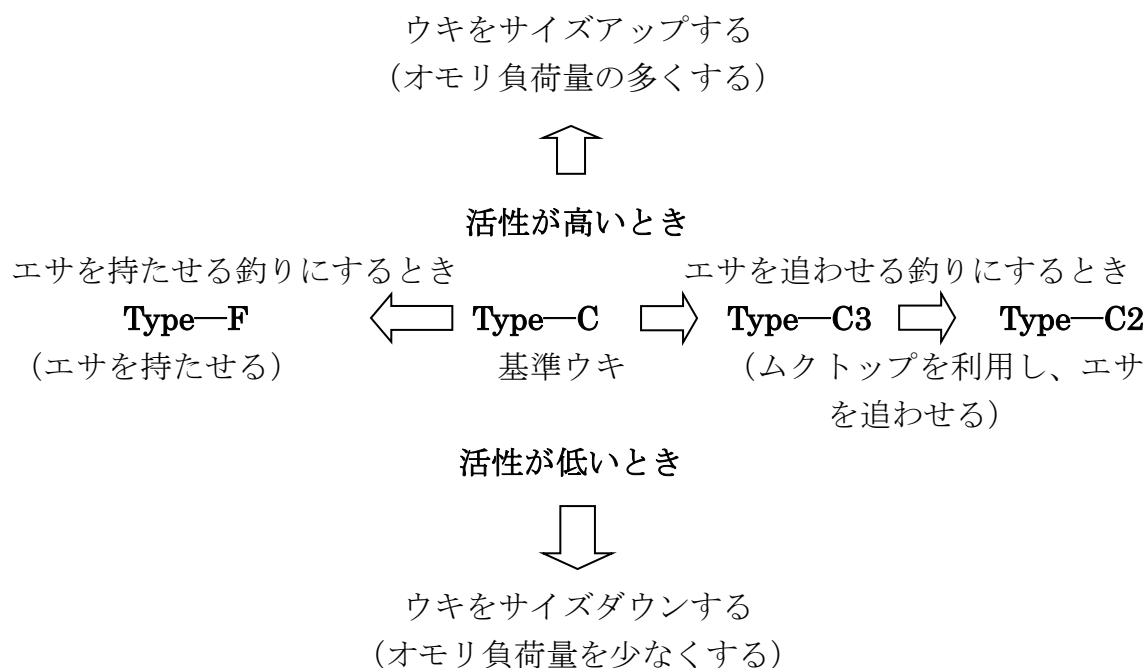 ウキをサイズアップする
（オモリ負荷量の多くする）
活性が高いとき
エサを持たせる釣りにするとき エサを追わせる釣りにするとき
Type―F Type―C Type―C3 Type―C2
（エサを持たせる） 基準ウキ （ムクトップを利用し、エサ
を追わせる）
活性が低いとき
ウキをサイズダウンする
（オモリ負荷量を少なくする）